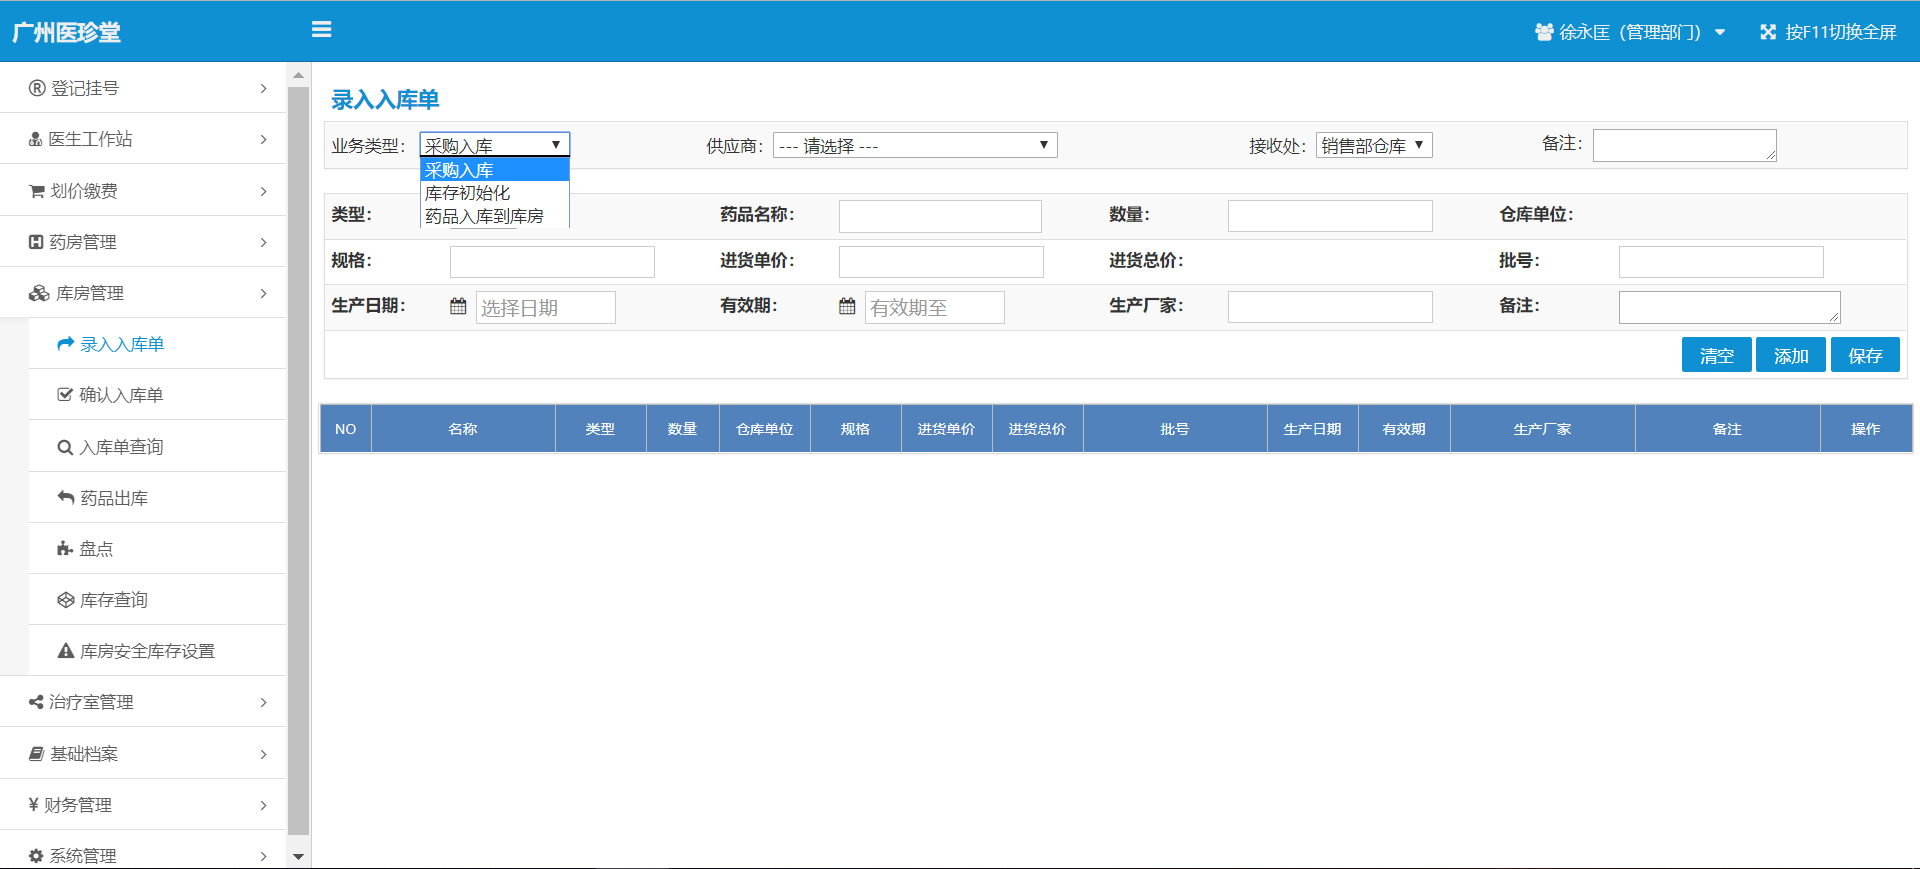 广州医珍堂
徐永匡（管理部门）
按F11切换全屏
登记挂号
医生工作站
划价缴费
药房管理
库房管理
录入入库单
确认入库单
入库单查询
药品出库
盘点
库存查询
库房安全库存设置
治疗室管理
基础档案
¥ 财务管理
系统管理
录入入库单
业务类型： 采购入库 供应商： --- 请选择 --- 接收处： 销售部仓库 备注：
采购入库
库存初始化
药品入库到库房
类型： 药品名称： 数量： 仓库单位：
规格： 进货单价： 进货总价： 批号：
生产日期： 选择日期 有效期： 有效期至 生产厂家： 备注：
清空 添加 保存
NO 名称 类型 数量 仓库单位 规格 进货单价 进货总价 批号 生产日期 有效期 生产厂家 备注 操作